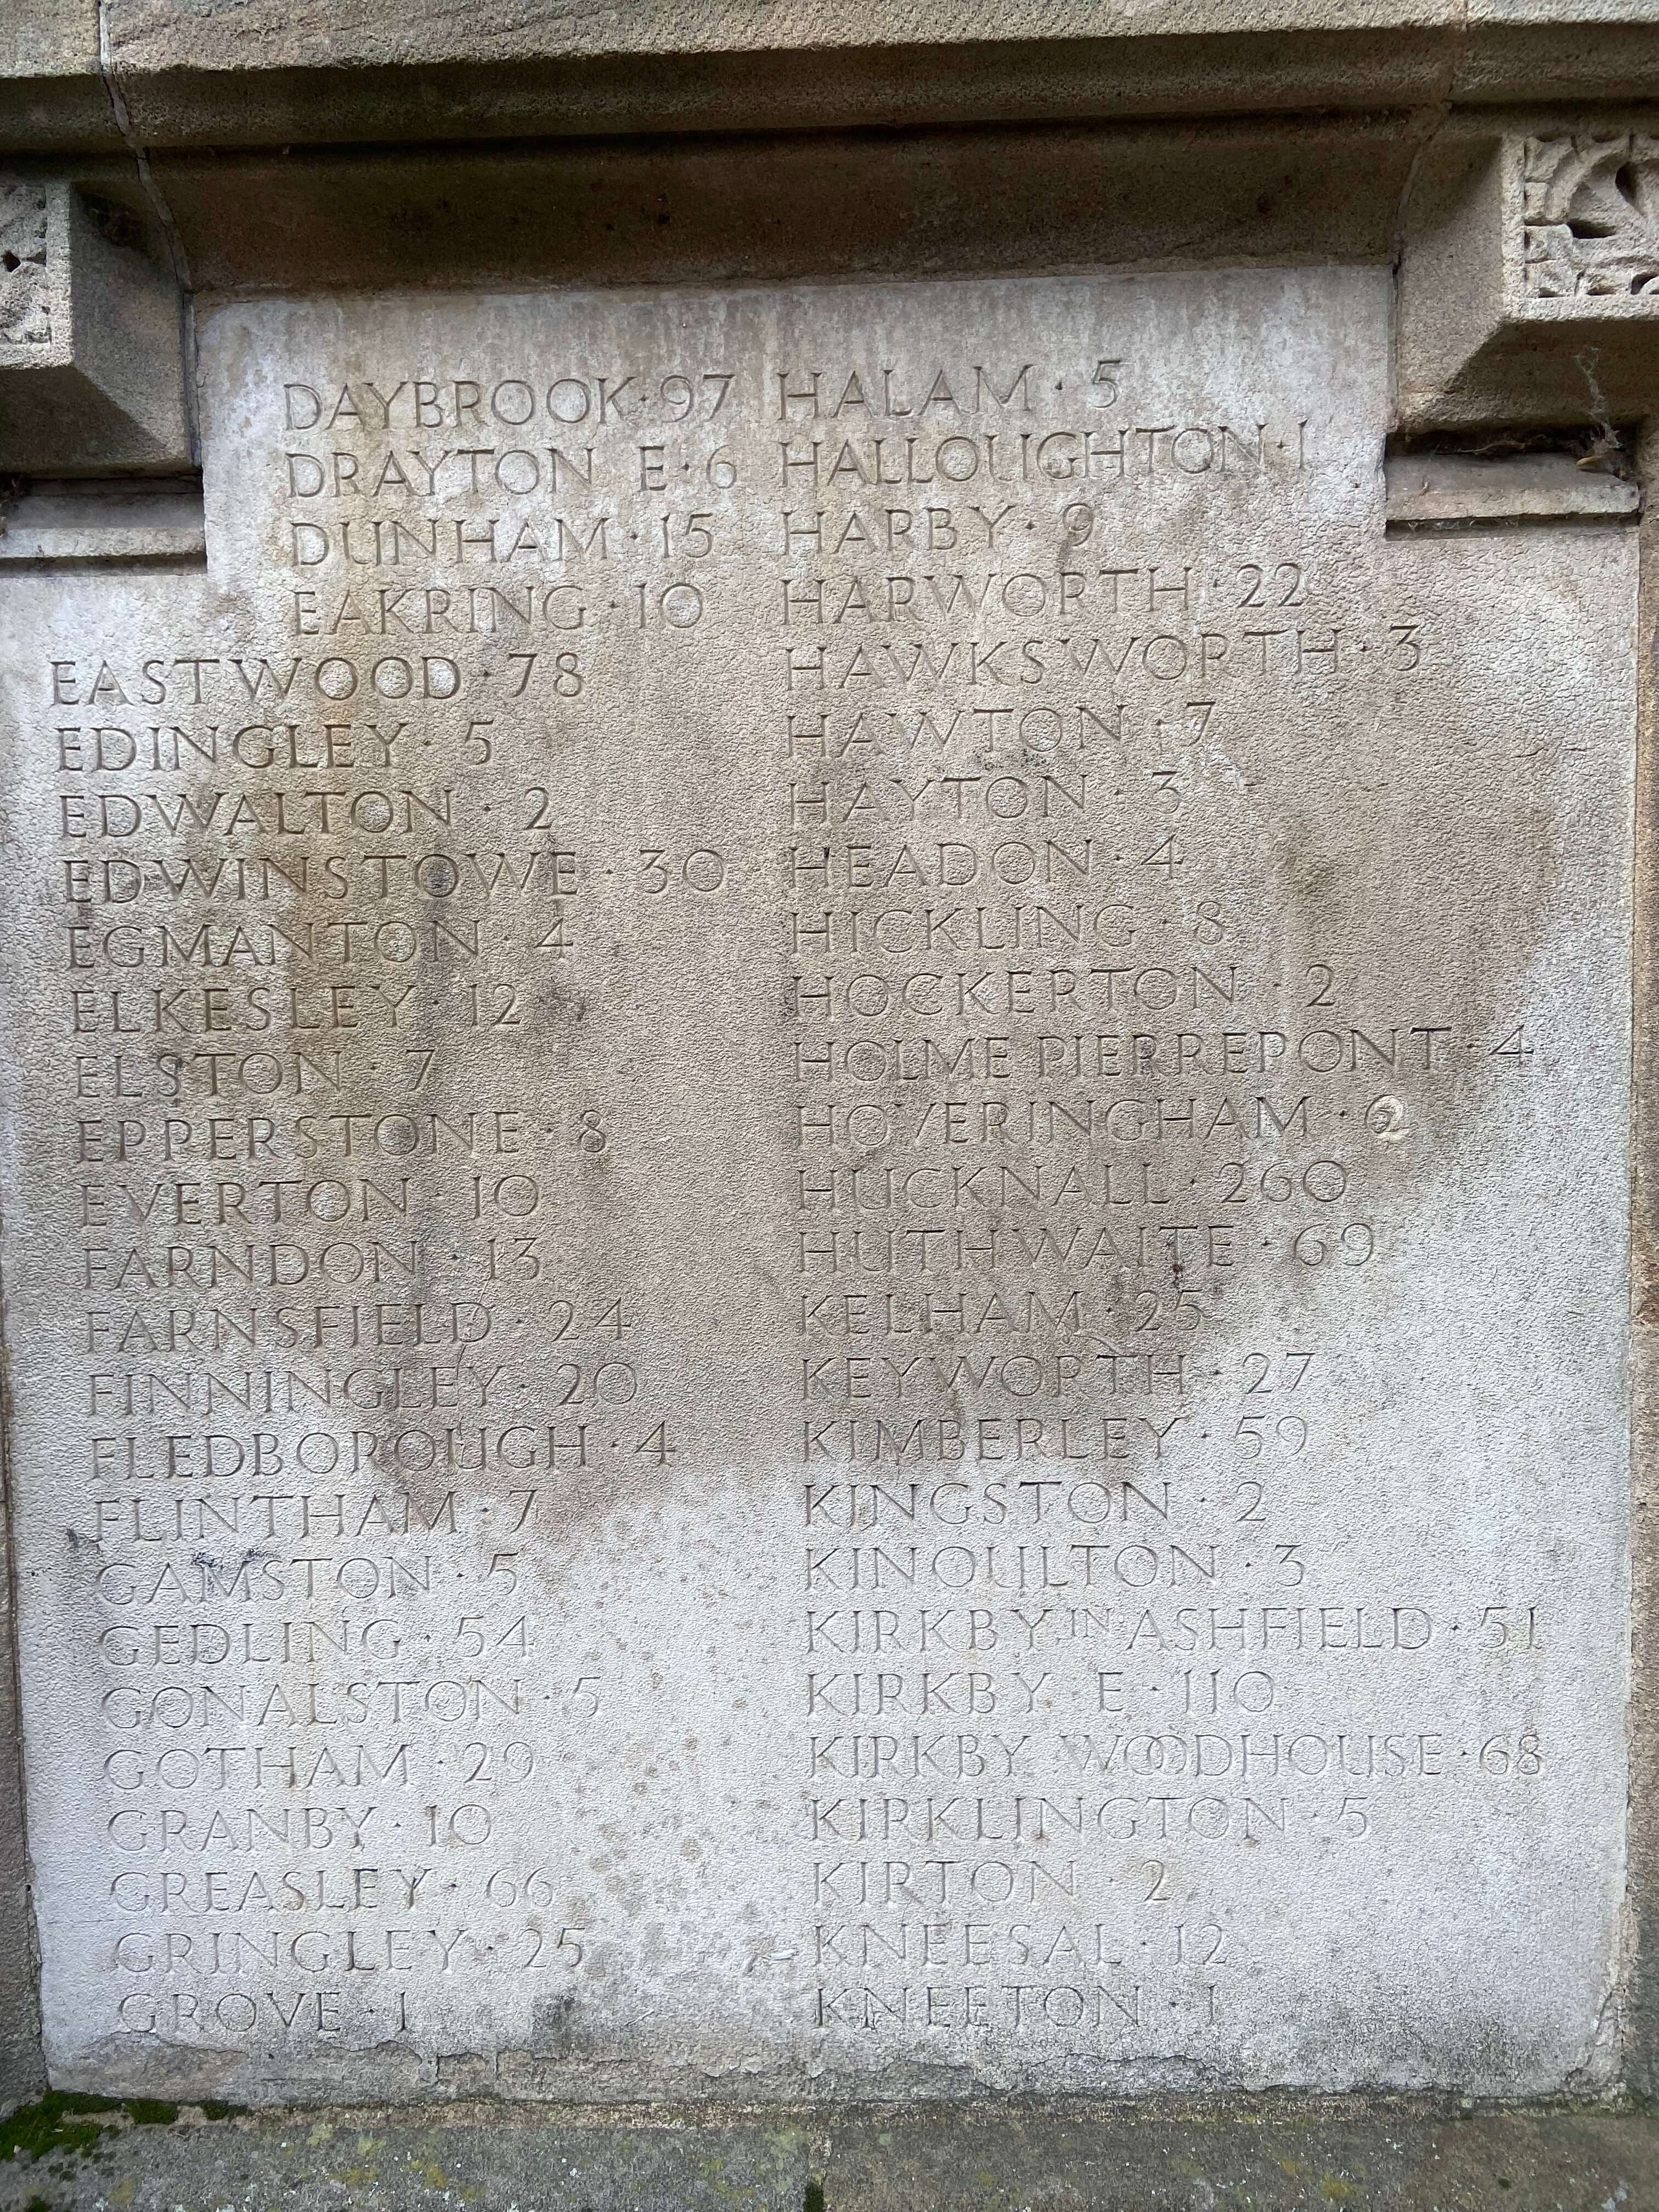 DAYBROOK·97
DRAYTON E·6
DUNHAM·15
EAKRING·10
EASTWOOD·78
EDINGLEY·5
EDWALTON·2
EDWINSTOWE·30
EGMANTON·4
ELKESLEY·12
ELSTON·7
EPPERSTONE·8
EVERTON·10
FARNDON·13
FARNSFIELD·24
FINNINGLEY·20
FLEDBOROUGH·4
FLINTHAM·7
GAMSTON·5
GEDLING·54
GONALSTON·5
GOTHAM·29
GRANBY·10
GREASLEY·66
GRINGLEY·25
GROVE·1
HALAM·5
HALLOUGHTON·1
HARBY·9
HARWORTH·22
HAWKSWORTH·3
HAWTON·7
HAYTON·3
HEADON·4
HICKLING·8
HOCKERTON·2
HOLME PIERREPONT·4
HOVERINGHAM·
HUCKNALL·260
HUTHWAITE·69
KELHAM·25
KEYWORTH·27
KIMBERLEY·59
KINGSTON·2
KINOULTON·3
KIRKBY IN ASHFIELD·51
KIRKBY E·110
KIRKBY WOODHOUSE·68
KIRKLINGTON·5
KIRTON·2
KNEESAL·12
KNEETON·1